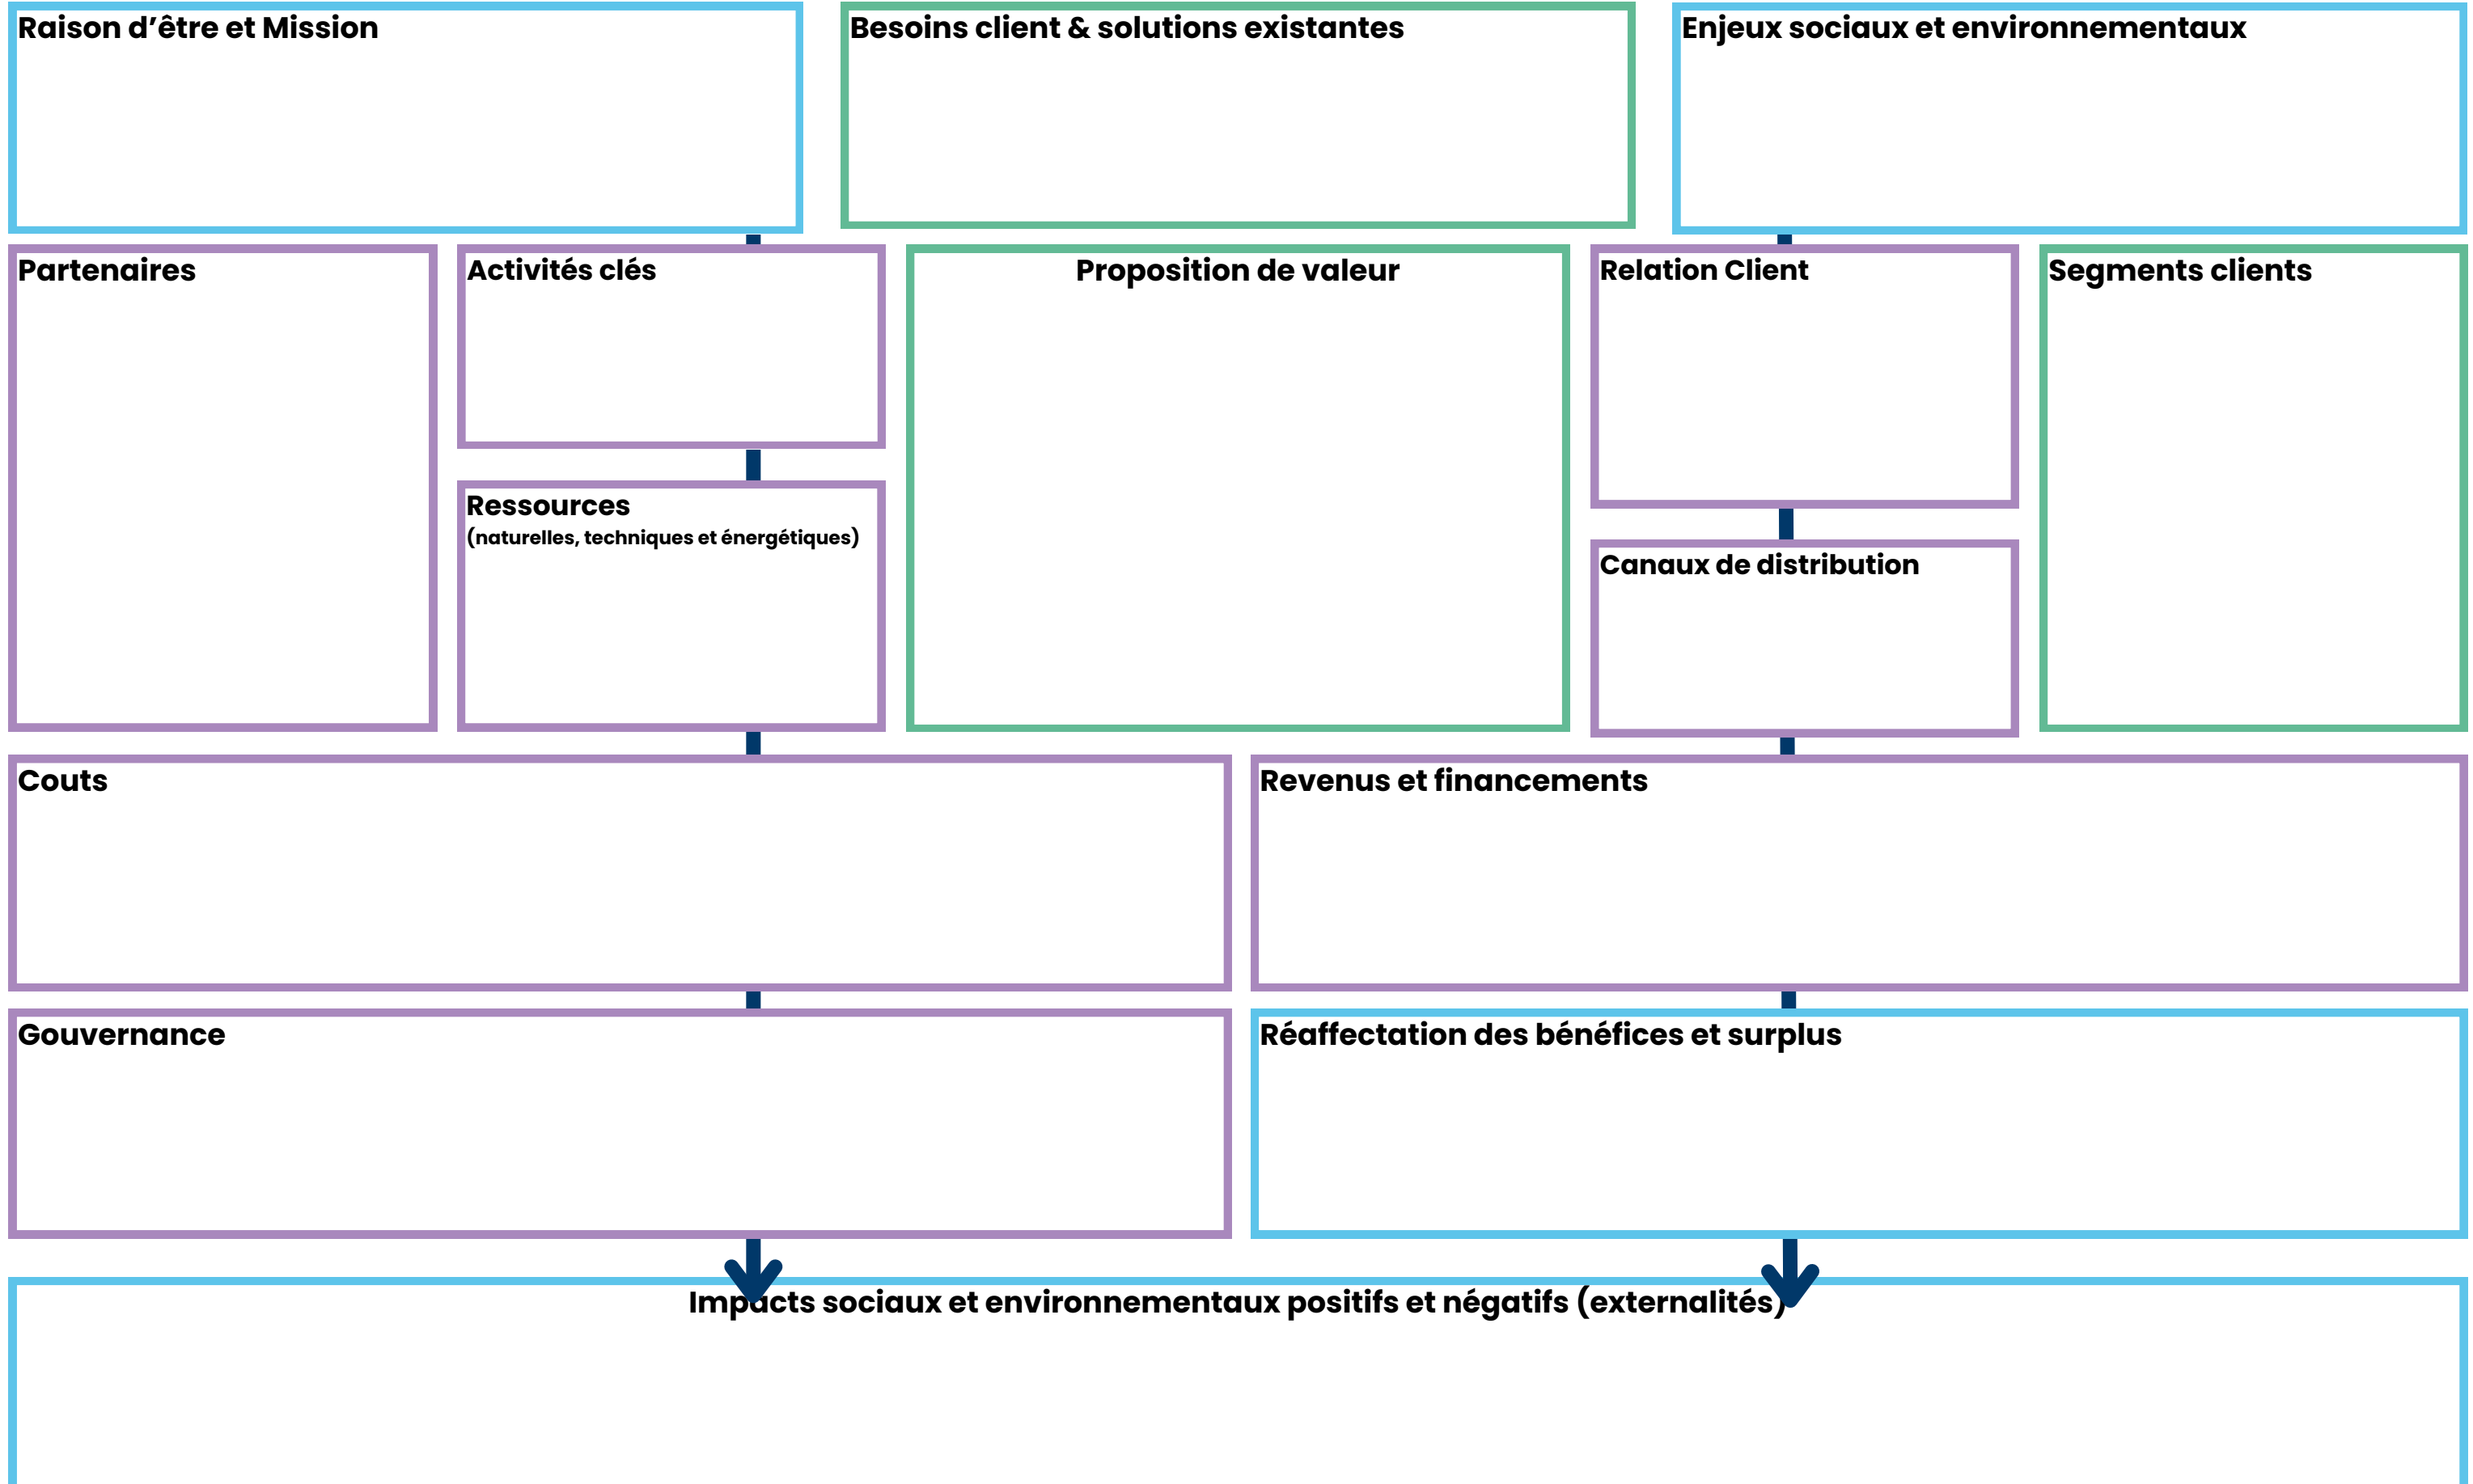 Raison d’être et Mission
Besoins client & solutions existantes
Enjeux sociaux et environnementaux
Partenaires
Activités clés
Proposition de valeur
Relation Client
Segments clients
Ressources
(naturelles, techniques et énergétiques)
Canaux de distribution
Couts
Revenus et financements
Gouvernance
Réaffectation des bénéfices et surplus
Impacts sociaux et environnementaux positifs et négatifs (externalités)